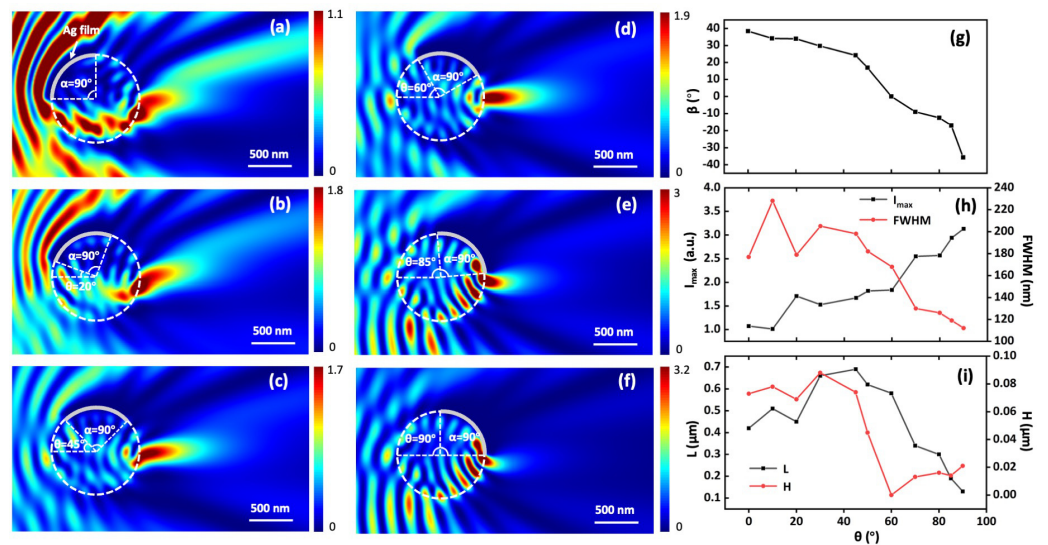 (a)
Ag film
α=90°
500 nm
1.1
0
(b)
α=90°
θ=20°
500 nm
1.8
0
(c)
α=90°
θ=45°
500 nm
1.7
0
(d)
α=90°
θ=60°
500 nm
1.9
0
(e)
θ=85°
α=90°
500 nm
3
0
(f)
θ=90°
α=90°
500 nm
3.2
0
(g)
β (°)
40
30
20
10
0
-10
-20
-30
-40
(h)
Imax
FWHM
Imax (a.u.)
4.0
3.5
3.0
2.5
2.0
1.5
1.0
FWHM (nm)
240
220
200
180
160
140
120
100
(i)
L
H
L (μm)
0.7
0.6
0.5
0.4
0.3
0.2
0.1
H (μm)
0.10
0.08
0.06
0.04
0.02
0.00
0 20 40 60 80 100
θ (°)